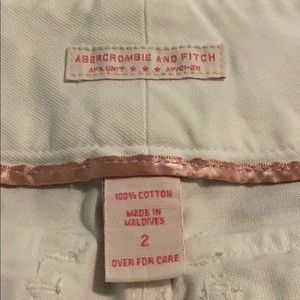 ABERCROMBIE AND FITCH
100% COTTON
MADE IN
MALDIVES
2
OVER FOR CARE